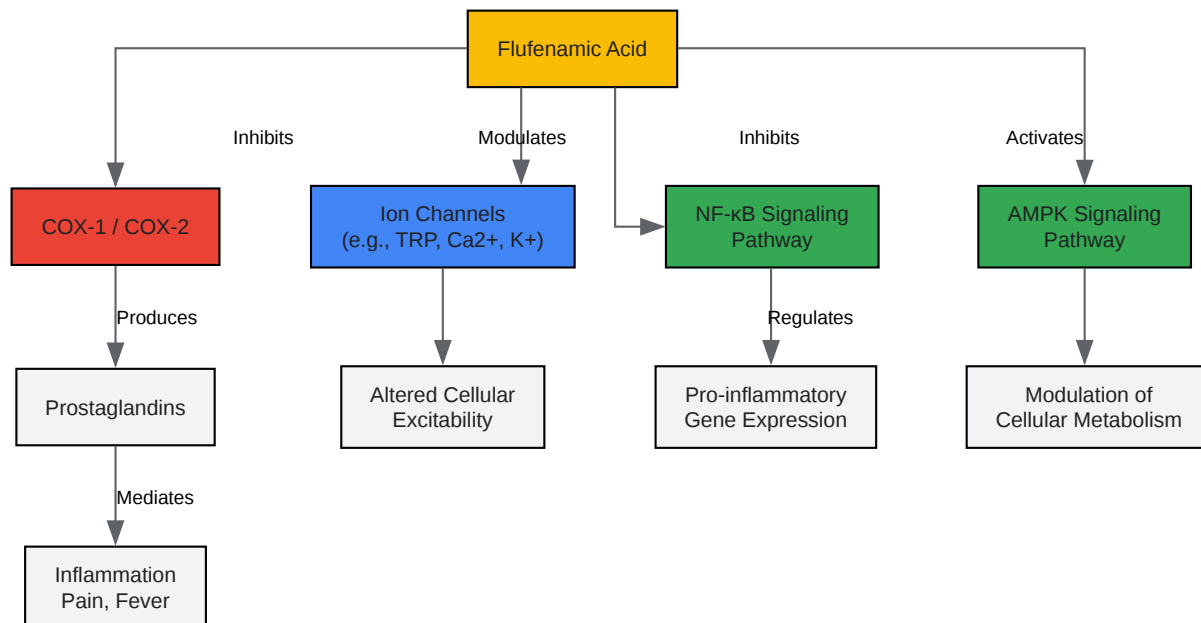 Flufenamic Acid
Inhibits
Modulates
Inhibits
Activates
COX-1 / COX-2
Ion Channels
(e.g., TRP, Ca2+, K+)
NF-κB Signaling
Pathway
AMPK Signaling
Pathway
Produces
Regulates
Prostaglandins
Altered Cellular
Excitability
Pro-inflammatory
Gene Expression
Modulation of
Cellular Metabolism
Mediates
Inflammation
Pain, Fever